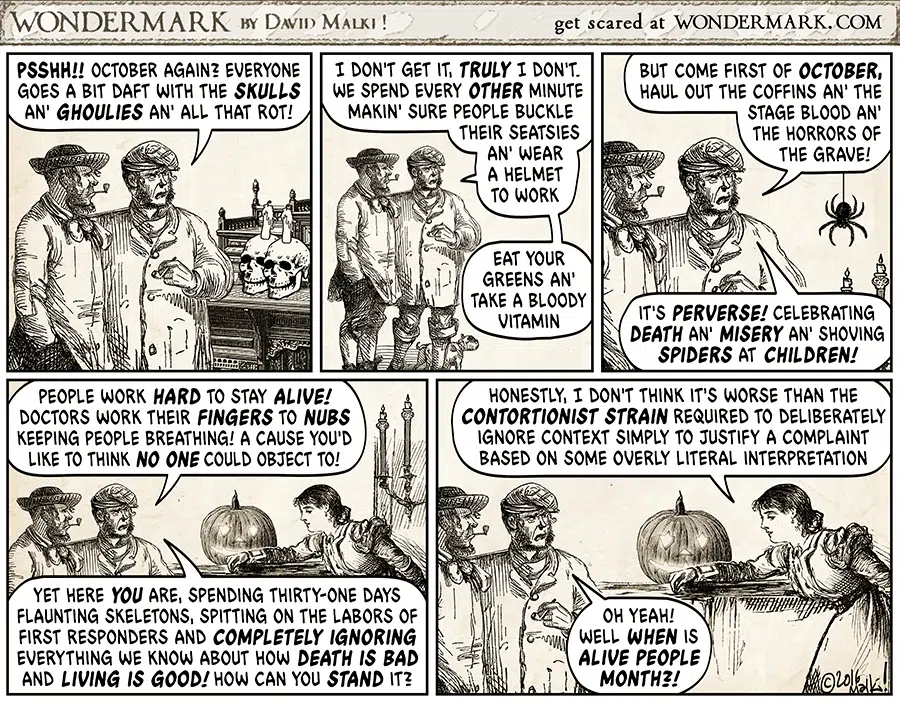 WONDERMARK BY DAVID MALKI !
get scared at WONDERMARK.COM
PSSHH!! OCTOBER AGAIN? EVERYONE
GOES A BIT DAFT WITH THE SKULLS
AN' GHOULIES AN' ALL THAT ROT!
I DON'T GET IT, TRULY I DON'T.
WE SPEND EVERY OTHER MINUTE
MAKIN' SURE PEOPLE BUCKLE
THEIR SEATSIES
AN' WEAR
A HELMET
TO WORK
EAT YOUR
GREENS AN'
TAKE A BLOODY
VITAMIN
BUT COME FIRST OF OCTOBER,
HAUL OUT THE COFFINS AN' THE
STAGE BLOOD AN'
THE HORRORS OF
THE GRAVE!
IT'S PERVERSE! CELEBRATING
DEATH AN' MISERY AN' SHOVING
SPIDERS AT CHILDREN!
PEOPLE WORK HARD TO STAY ALIVE!
DOCTORS WORK THEIR FINGERS TO NUBS
KEEPING PEOPLE BREATHING! A CAUSE YOU'D
LIKE TO THINK NO ONE COULD OBJECT TO!
YET HERE YOU ARE, SPENDING THIRTY-ONE DAYS
FLAUNTING SKELETONS, SPITTING ON THE LABORS OF
FIRST RESPONDERS AND COMPLETELY IGNORING
EVERYTHING WE KNOW ABOUT HOW DEATH IS BAD
AND LIVING IS GOOD! HOW CAN YOU STAND IT?
HONESTLY, I DON'T THINK IT'S WORSE THAN THE
CONTORTIONIST STRAIN REQUIRED TO DELIBERATELY
IGNORE CONTEXT SIMPLY TO JUSTIFY A COMPLAINT
BASED ON SOME OVERLY LITERAL INTERPRETATION
OH YEAH!
WELL WHEN IS
ALIVE PEOPLE
MONTH?!
©2016
Malki!